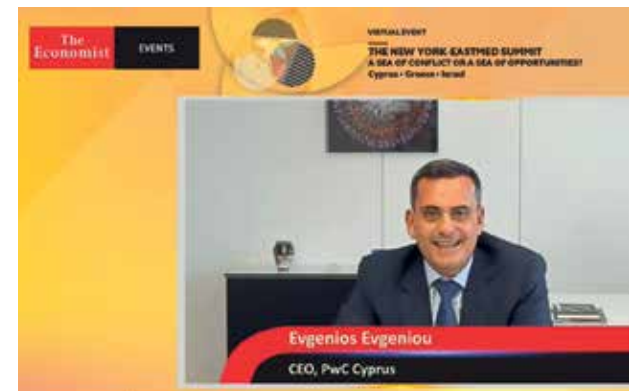 The
Economist
EVENTS
VIRTUAL EVENT
THE NEW YORK-EASTMED SUMMIT
A SEA OF CONFLICT OR A SEA OF OPPORTUNITIES?
Cyprus • Greece • Israel
Evgenios Evgeniou
CEO, PwC Cyprus